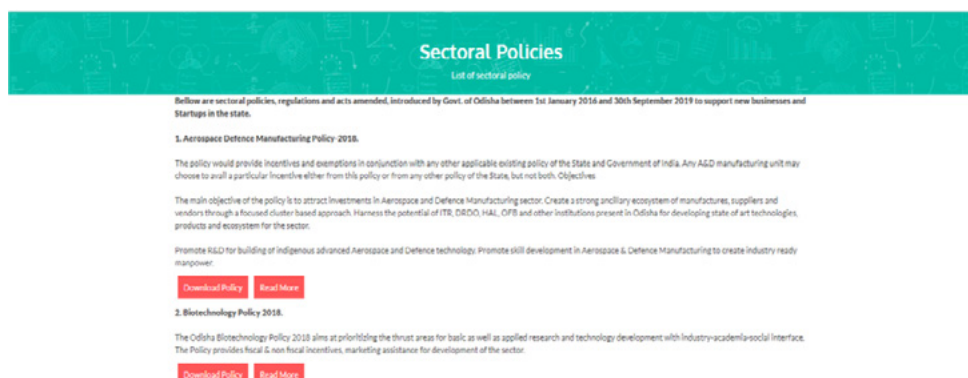 Sectoral Policies
List of sectoral policy
Bellow are sectoral policies, regulations and acts amended, introduced by Govt. of Odisha between 1st January 2016 and 30th September 2019 to support new businesses and
Startups in the state.
1. Aerospace Defence Manufacturing Policy-2018.
The policy would provide incentives and exemptions in conjunction with any other applicable existing policy of the State and Government of India. Any A&D manufacturing unit may
choose to avail a particular incentive either from this policy or from any other policy of the State, but not both. Objectives
The main objective of the policy is to attract investments in Aerospace and Defence Manufacturing sector. Create a strong ancillary ecosystem of manufactures, suppliers and
vendors through a focused cluster based approach. Harness the potential of ITR, DRDO, HAL, OFB and other institutions present in Odisha for developing state of art technologies,
products and ecosystem for the sector.
Promote R&D for building of indigenous advanced Aerospace and Defence technology. Promote skill development in Aerospace & Defence Manufacturing to create industry ready
manpower.
Download Policy Read More
2. Biotechnology Policy 2018.
The Odisha Biotechnology Policy 2018 aims at prioritizing the thrust areas for basic as well as applied research and technology development with industry-academia-social interface.
The Policy provides fiscal & non fiscal incentives, marketing assistance for development of the sector.
Download Policy Read More